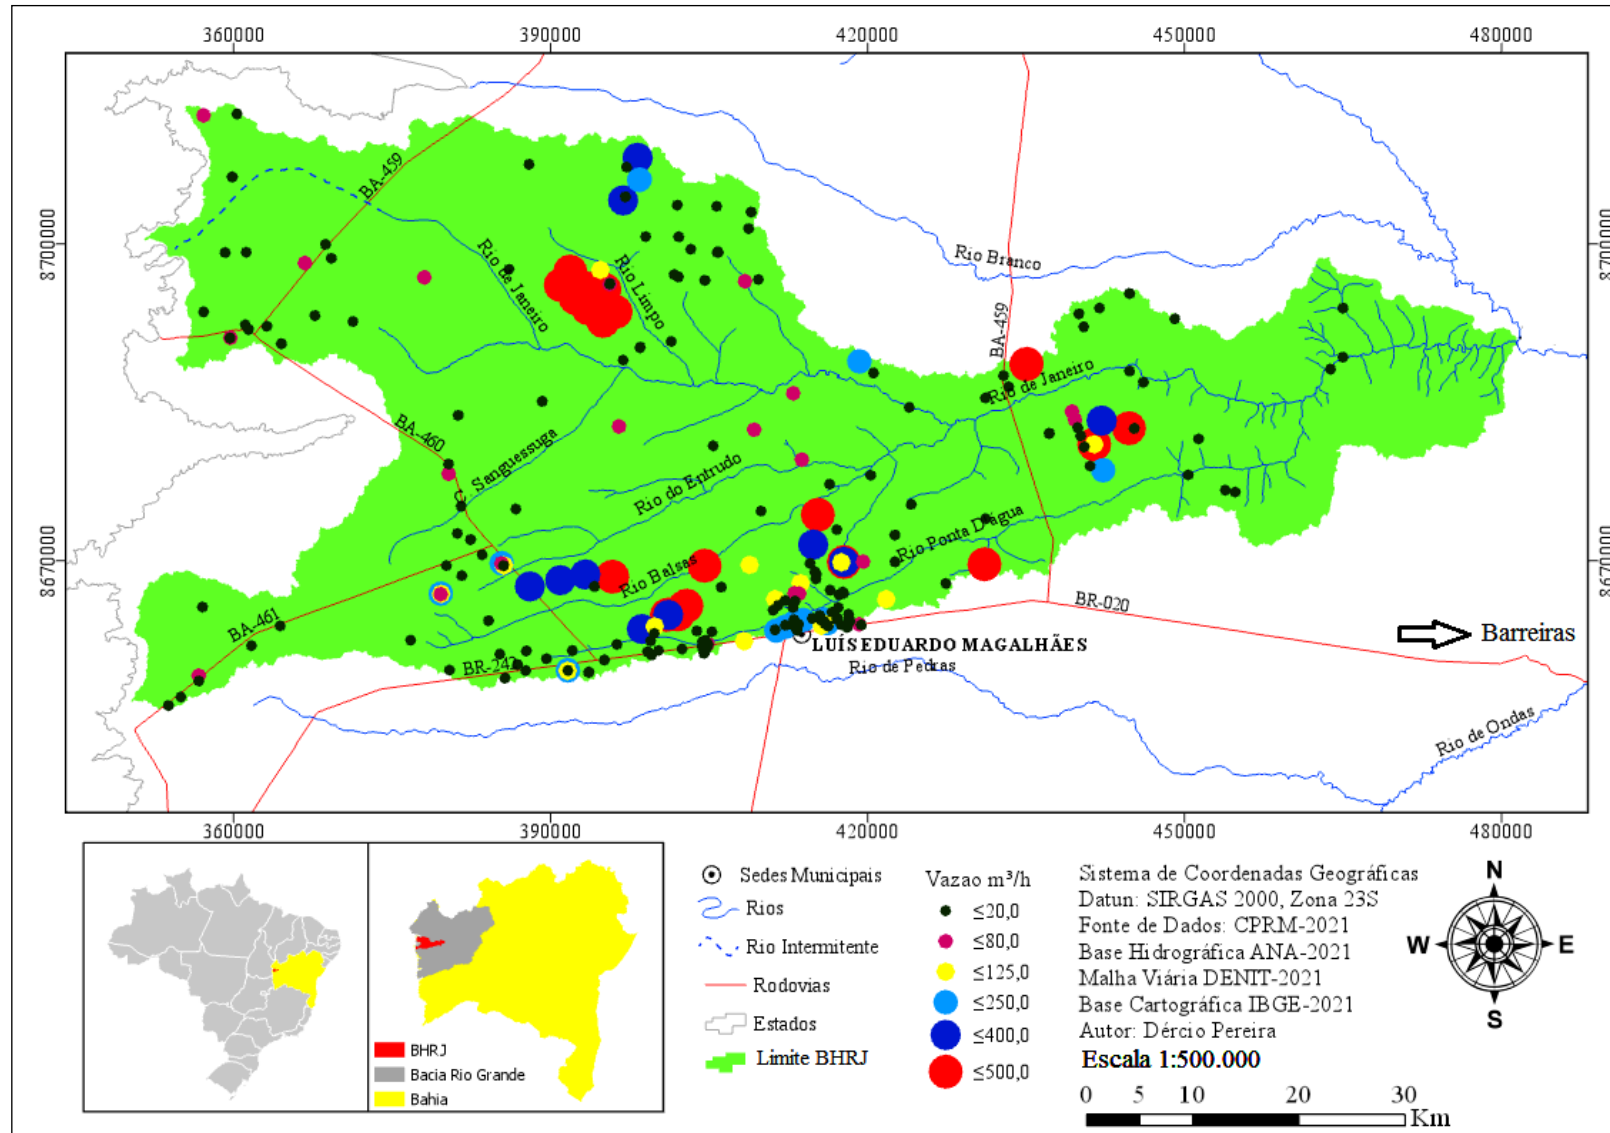 360000 390000 420000 450000 480000
BA-459
8700000
8700000
Rio Branco
Rio de Janeiro
Rio Limpo
BA-459
Rio de Janeiro
BA-460
C. Sanguessuga
Rio do Entrudo
Rio Ponta D'água
8670000
8670000
Rio Balsas
BA-461
BR-020
Barreiras
LUÍS EDUARDO MAGALHÃES
BR-242
Rio de Pedras
Rio de Ondas
360000 390000 420000 450000 480000
BHRJ
Bacia Rio Grande
Bahia
Sedes Municipais
Rios
Rio Intermitente
Rodovias
Estados
Limite BHRJ
Vazao m³/h
≤20,0
≤80,0
≤125,0
≤250,0
≤400,0
≤500,0
Sistema de Coordenadas Geográficas
Datun: SIRGAS 2000, Zona 23S
Fonte de Dados: CPRM-2021
Base Hidrográfica ANA-2021
Malha Viária DENIT-2021
Base Cartográfica IBGE-2021
Autor: Dércio Pereira
Escala 1:500.000
0 5 10 20 30
Km
N
W E
S